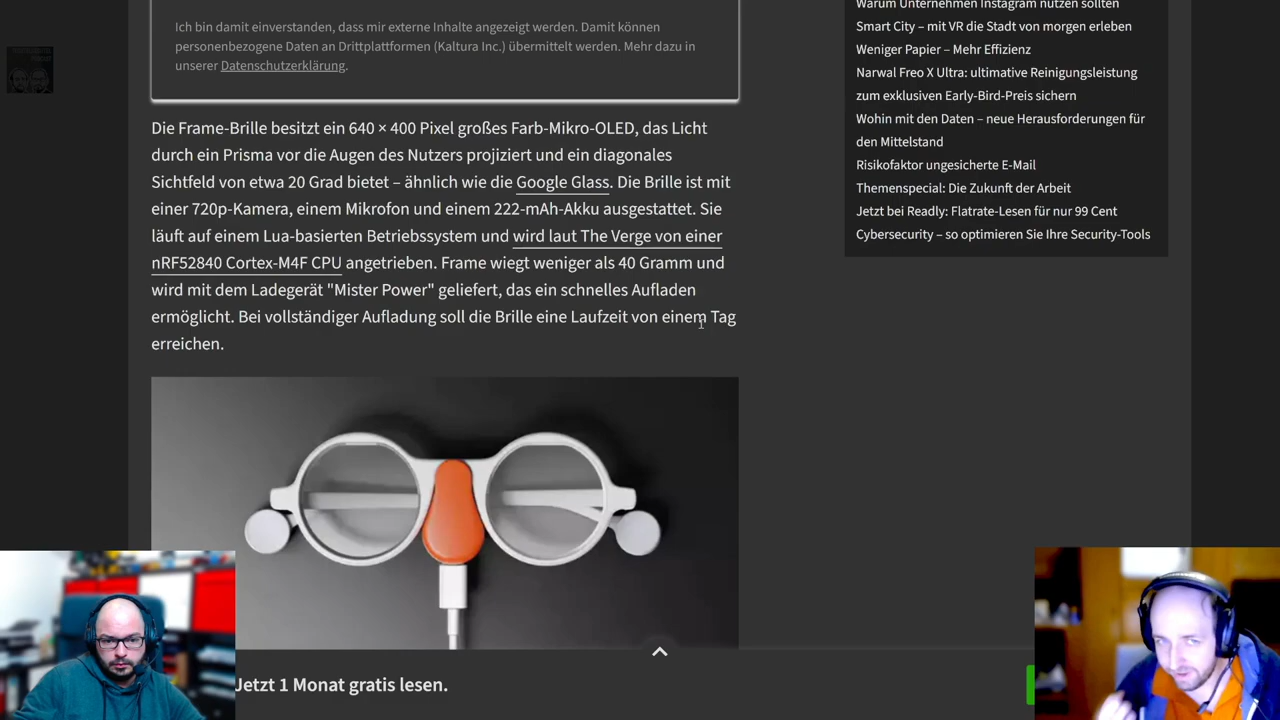 Ich bin damit einverstanden, dass mir externe Inhalte angezeigt werden. Damit können
personenbezogene Daten an Drittplattformen (Kaltura Inc.) übermittelt werden. Mehr dazu in
unserer Datenschutzerklärung.
Die Frame-Brille besitzt ein 640 × 400 Pixel großes Farb-Mikro-OLED, das Licht
durch ein Prisma vor die Augen des Nutzers projiziert und ein diagonales
Sichtfeld von etwa 20 Grad bietet – ähnlich wie die Google Glass. Die Brille ist mit
einer 720p-Kamera, einem Mikrofon und einem 222-mAh-Akku ausgestattet. Sie
läuft auf einem Lua-basierten Betriebssystem und wird laut The Verge von einer
nRF52840 Cortex-M4F CPU angetrieben. Frame wiegt weniger als 40 Gramm und
wird mit dem Ladegerät "Mister Power" geliefert, das ein schnelles Aufladen
ermöglicht. Bei vollständiger Aufladung soll die Brille eine Laufzeit von einem Tag
erreichen.
Jetzt 1 Monat gratis lesen.
Warum Unternehmen Instagram nutzen sollten
Smart City – mit VR die Stadt von morgen erleben
Weniger Papier – Mehr Effizienz
Narwal Freo X Ultra: ultimative Reinigungsleistung
zum exklusiven Early-Bird-Preis sichern
Wohin mit den Daten – neue Herausforderungen für
den Mittelstand
Risikofaktor ungesicherte E-Mail
Themenspecial: Die Zukunft der Arbeit
Jetzt bei Readly: Flatrate-Lesen für nur 99 Cent
Cybersecurity – so optimieren Sie Ihre Security-Tools